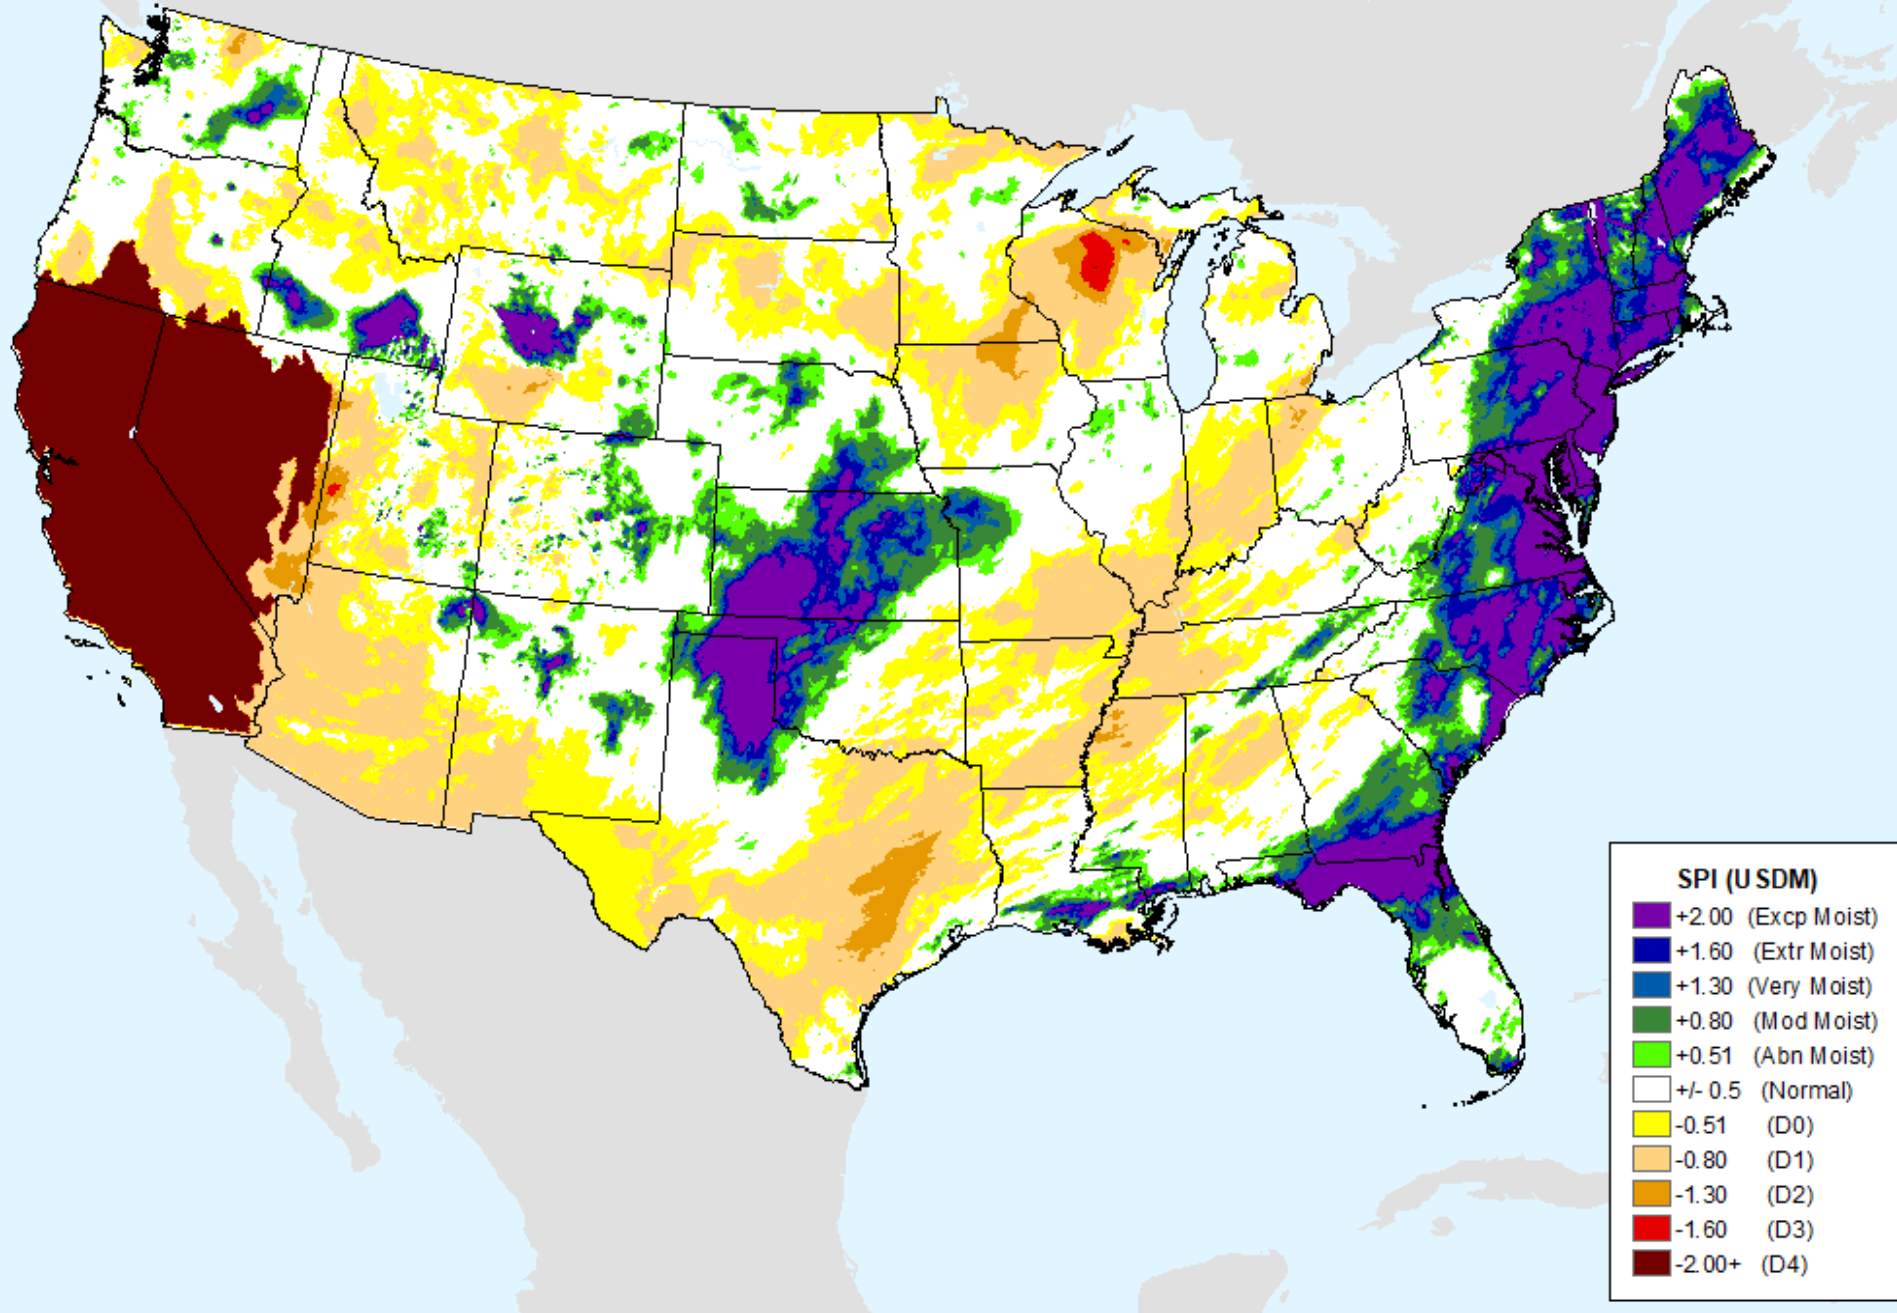 SPI (USDM)
+2.00 (Excp Moist)
+1.60 (Extr Moist)
+1.30 (Very Moist)
+0.80 (Mod Moist)
+0.51 (Abn Moist)
+/- 0.5 (Normal)
-0.51 (D0)
-0.80 (D1)
-1.30 (D2)
-1.60 (D3)
-2.00+ (D4)